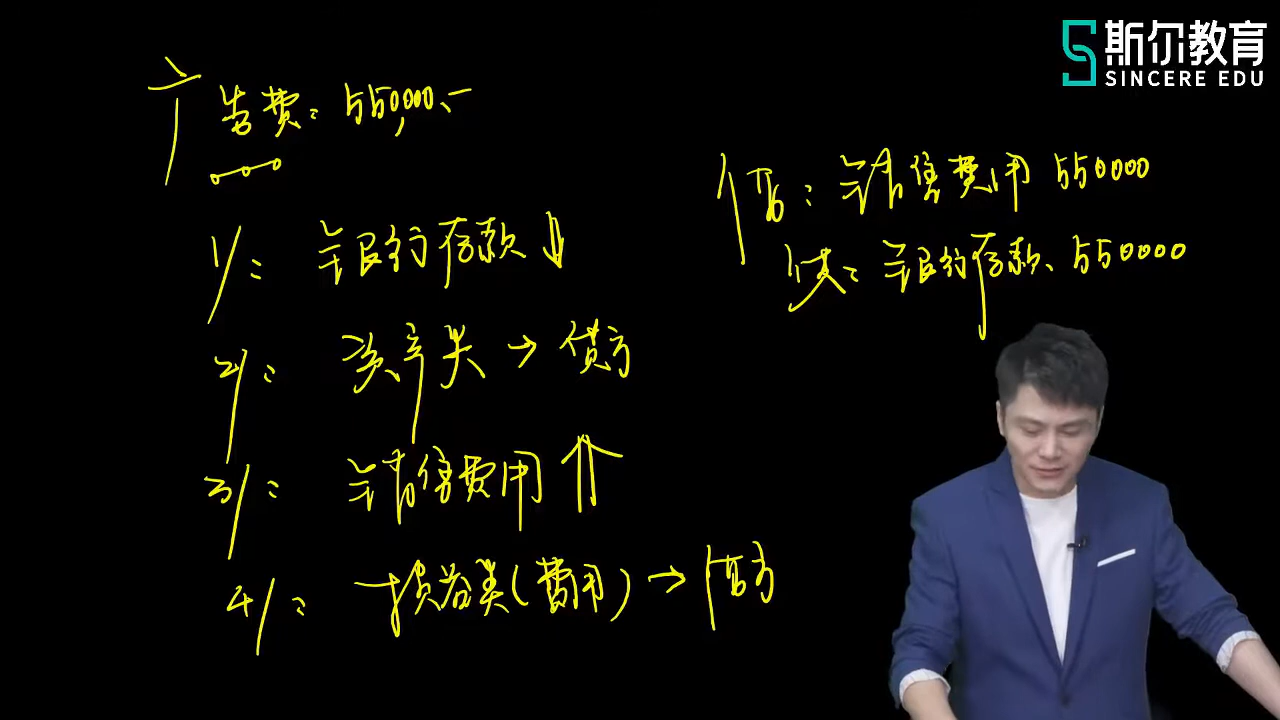 斯尔教育
SINCERE EDU
广告费：550,000.-
1/：银行存款↓
2/：资产类→贷方
3/：销售费用↑
4/：损益类(费用)→借方
借：销售费用 550000
贷：银行存款、550000